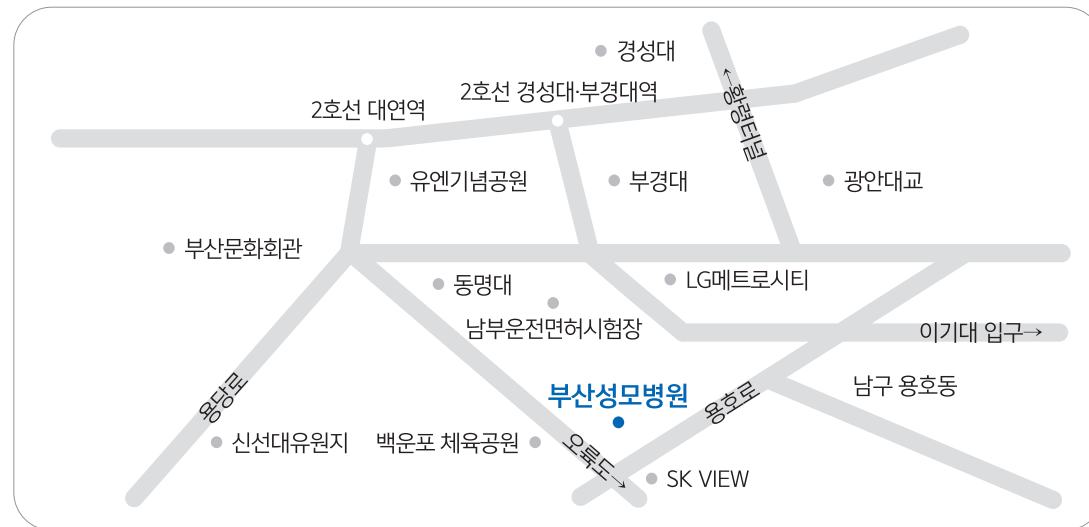 경성대
2호선 경성대·부경대역
2호선 대연역
←황령터널
유엔기념공원
부경대
광안대교
부산문화회관
동명대
LG메트로시티
남부운전면허시험장
이기대 입구→
부산성모병원
용호로
남구 용호동
용당로
신선대유원지
백운포 체육공원
오륙도→
SK VIEW